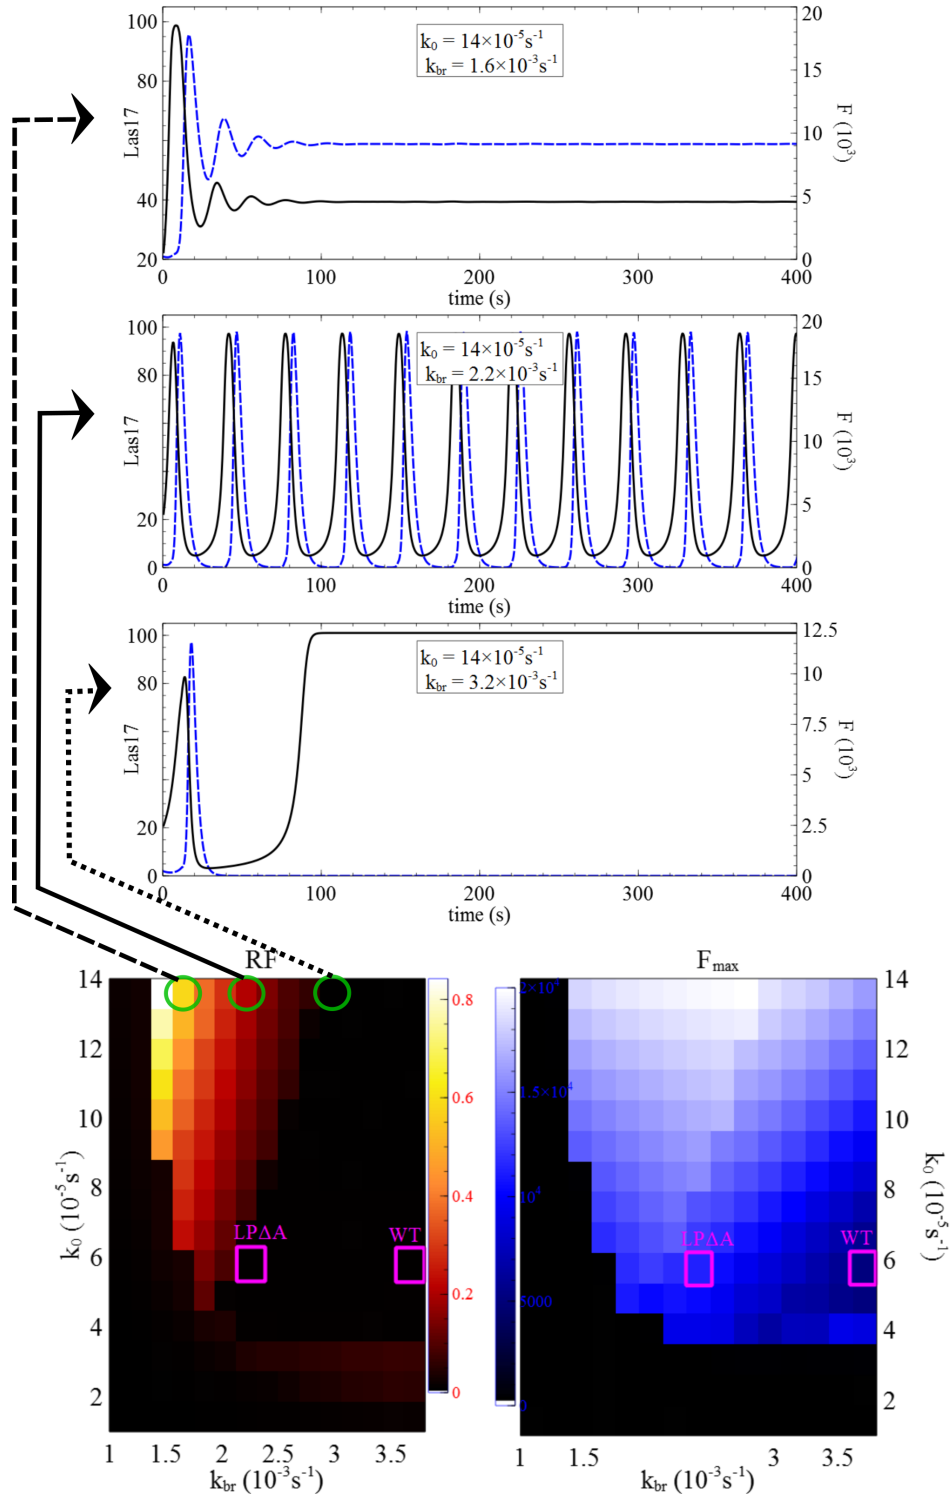 100
80
40
20
Las17
k₀ = 14×10⁻⁵s⁻¹
k_br = 1.6×10⁻³s⁻¹
20
15
10
5
0
F (10³)
0 100 200 300 400
time (s)
100
80
20
0
Las17
k₀ = 14×10⁻⁵s⁻¹
k_br = 2.2×10⁻³s⁻¹
20
15
10
5
0
F (10³)
0 100 200 300 400
time (s)
100
80
20
0
Las17
k₀ = 14×10⁻⁵s⁻¹
k_br = 3.2×10⁻³s⁻¹
12.5
10
7.5
5
2.5
F (10³)
0 100 200 300 400
time (s)
RF
14
12
10
8
6
4
2
k₀ (10⁻⁵s⁻¹)
LPΔA
WT
0.8
0.6
0.4
0.2
0
1 1.5 2 2.5 3 3.5
k_br (10⁻³s⁻¹)
F_max
2×10⁴
1.5×10⁴
10⁴
5000
0
LPΔA
WT
14
12
10
8
6
4
2
k₀ (10⁻⁵s⁻¹)
1 1.5 3 3.5
k_br (10⁻³s⁻¹)